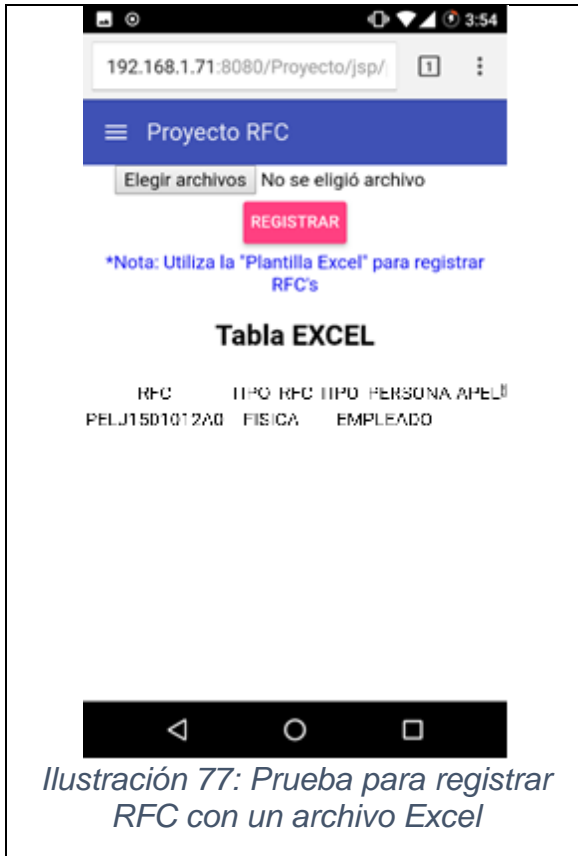 3:54
192.168.1.71:8080/Proyecto/jsp/
1
Proyecto RFC
Elegir archivos No se eligió archivo
REGISTRAR
*Nota: Utiliza la "Plantilla Excel" para registrar
RFC's
Tabla EXCEL
RFC TIPO RFC TIPO PERSONA APEL
PELJ1501012A0 FISICA EMPLEADO
Ilustración 77: Prueba para registrar
RFC con un archivo Excel